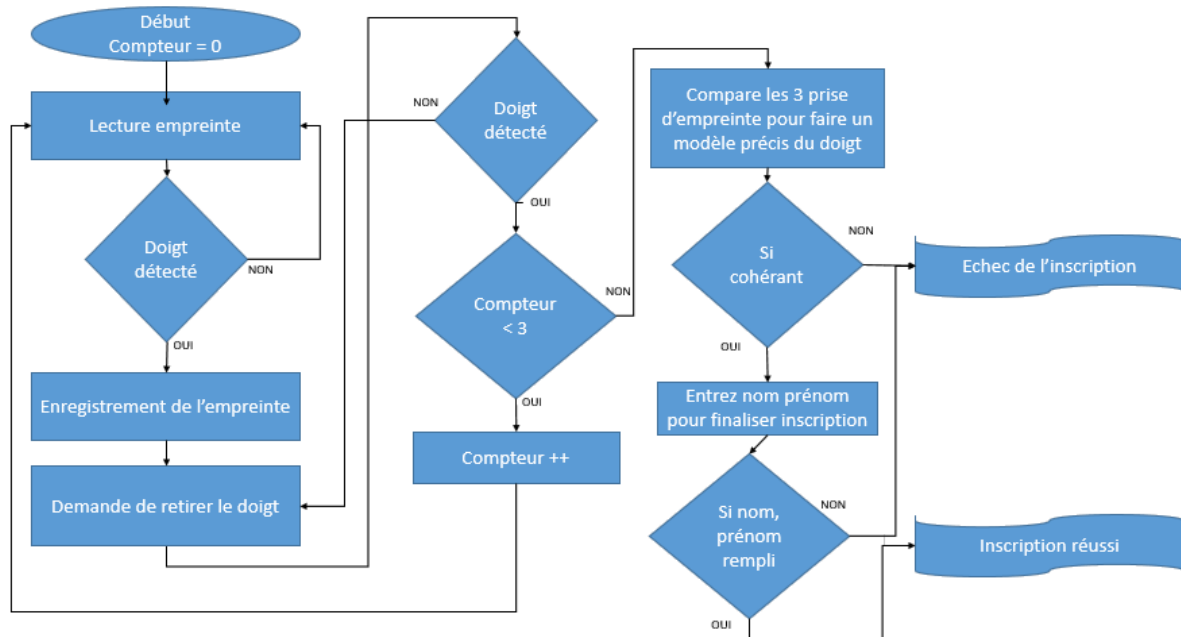 Début
Compteur = 0
Lecture empreinte
Doigt
détecté
NON
OUI
Enregistrement de l'empreinte
Demande de retirer le doigt
Doigt
détecté
NON
OUI
Compteur
< 3
NON
OUI
Compteur ++
Compare les 3 prise
d'empreinte pour faire un
modèle précis du doigt
Si
cohérant
NON
OUI
Echec de l'inscription
Entrez nom prénom
pour finaliser inscription
Si nom,
prénom
rempli
NON
OUI
Inscription réussi